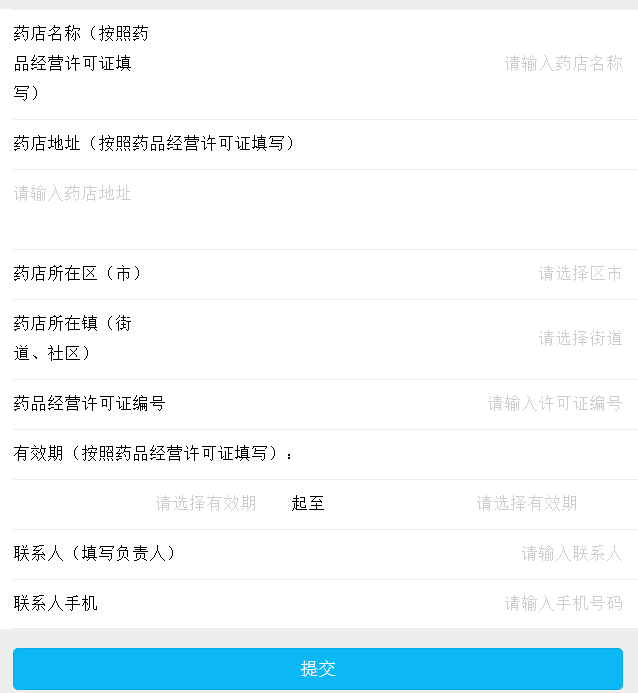 药店名称（按照药
品经营许可证填
写）
请输入药店名称
药店地址（按照药品经营许可证填写）
请输入药店地址
药店所在区（市）
请选择区市
药店所在镇（街
道、社区）
请选择街道
药品经营许可证编号
请输入许可证编号
有效期（按照药品经营许可证填写）：
请选择有效期 起至 请选择有效期
联系人（填写负责人）
请输入联系人
联系人手机
请输入手机号码
提交